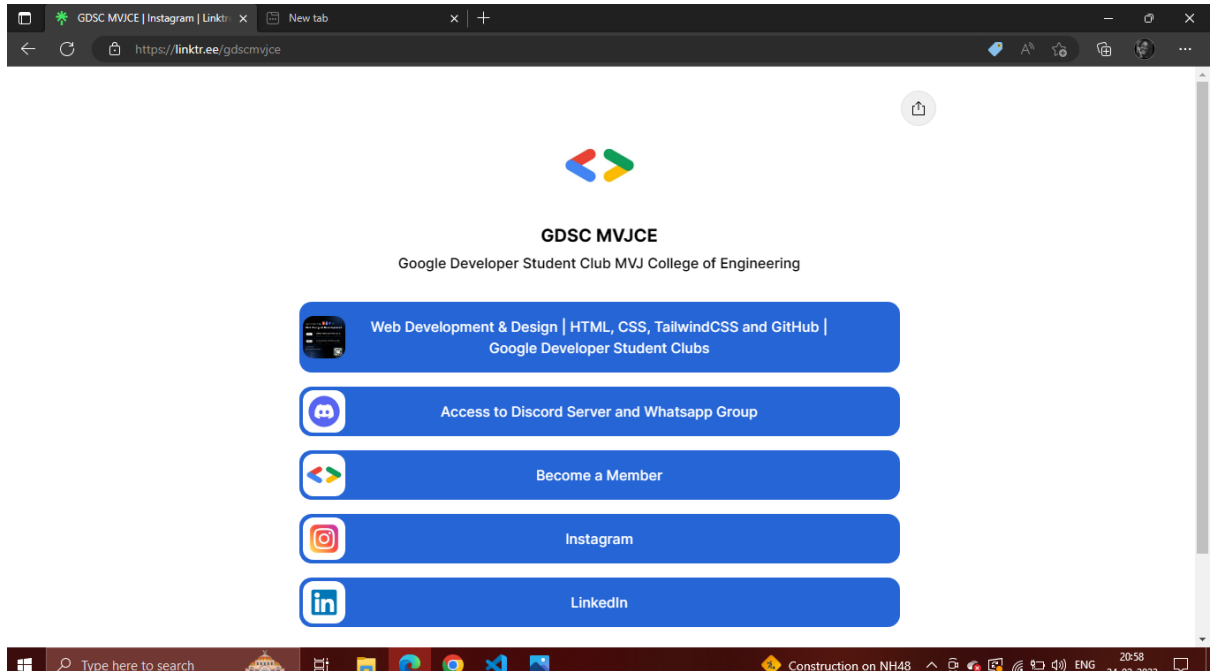 GDSC MVJCE | Instagram | Linktr
New tab
https://linktr.ee/gdscmvjce
GDSC MVJCE
Google Developer Student Club MVJ College of Engineering
Web Development & Design | HTML, CSS, TailwindCSS and GitHub |
Google Developer Student Clubs
Access to Discord Server and Whatsapp Group
Become a Member
Instagram
LinkedIn
Type here to search
Construction on NH48
ENG
20:58